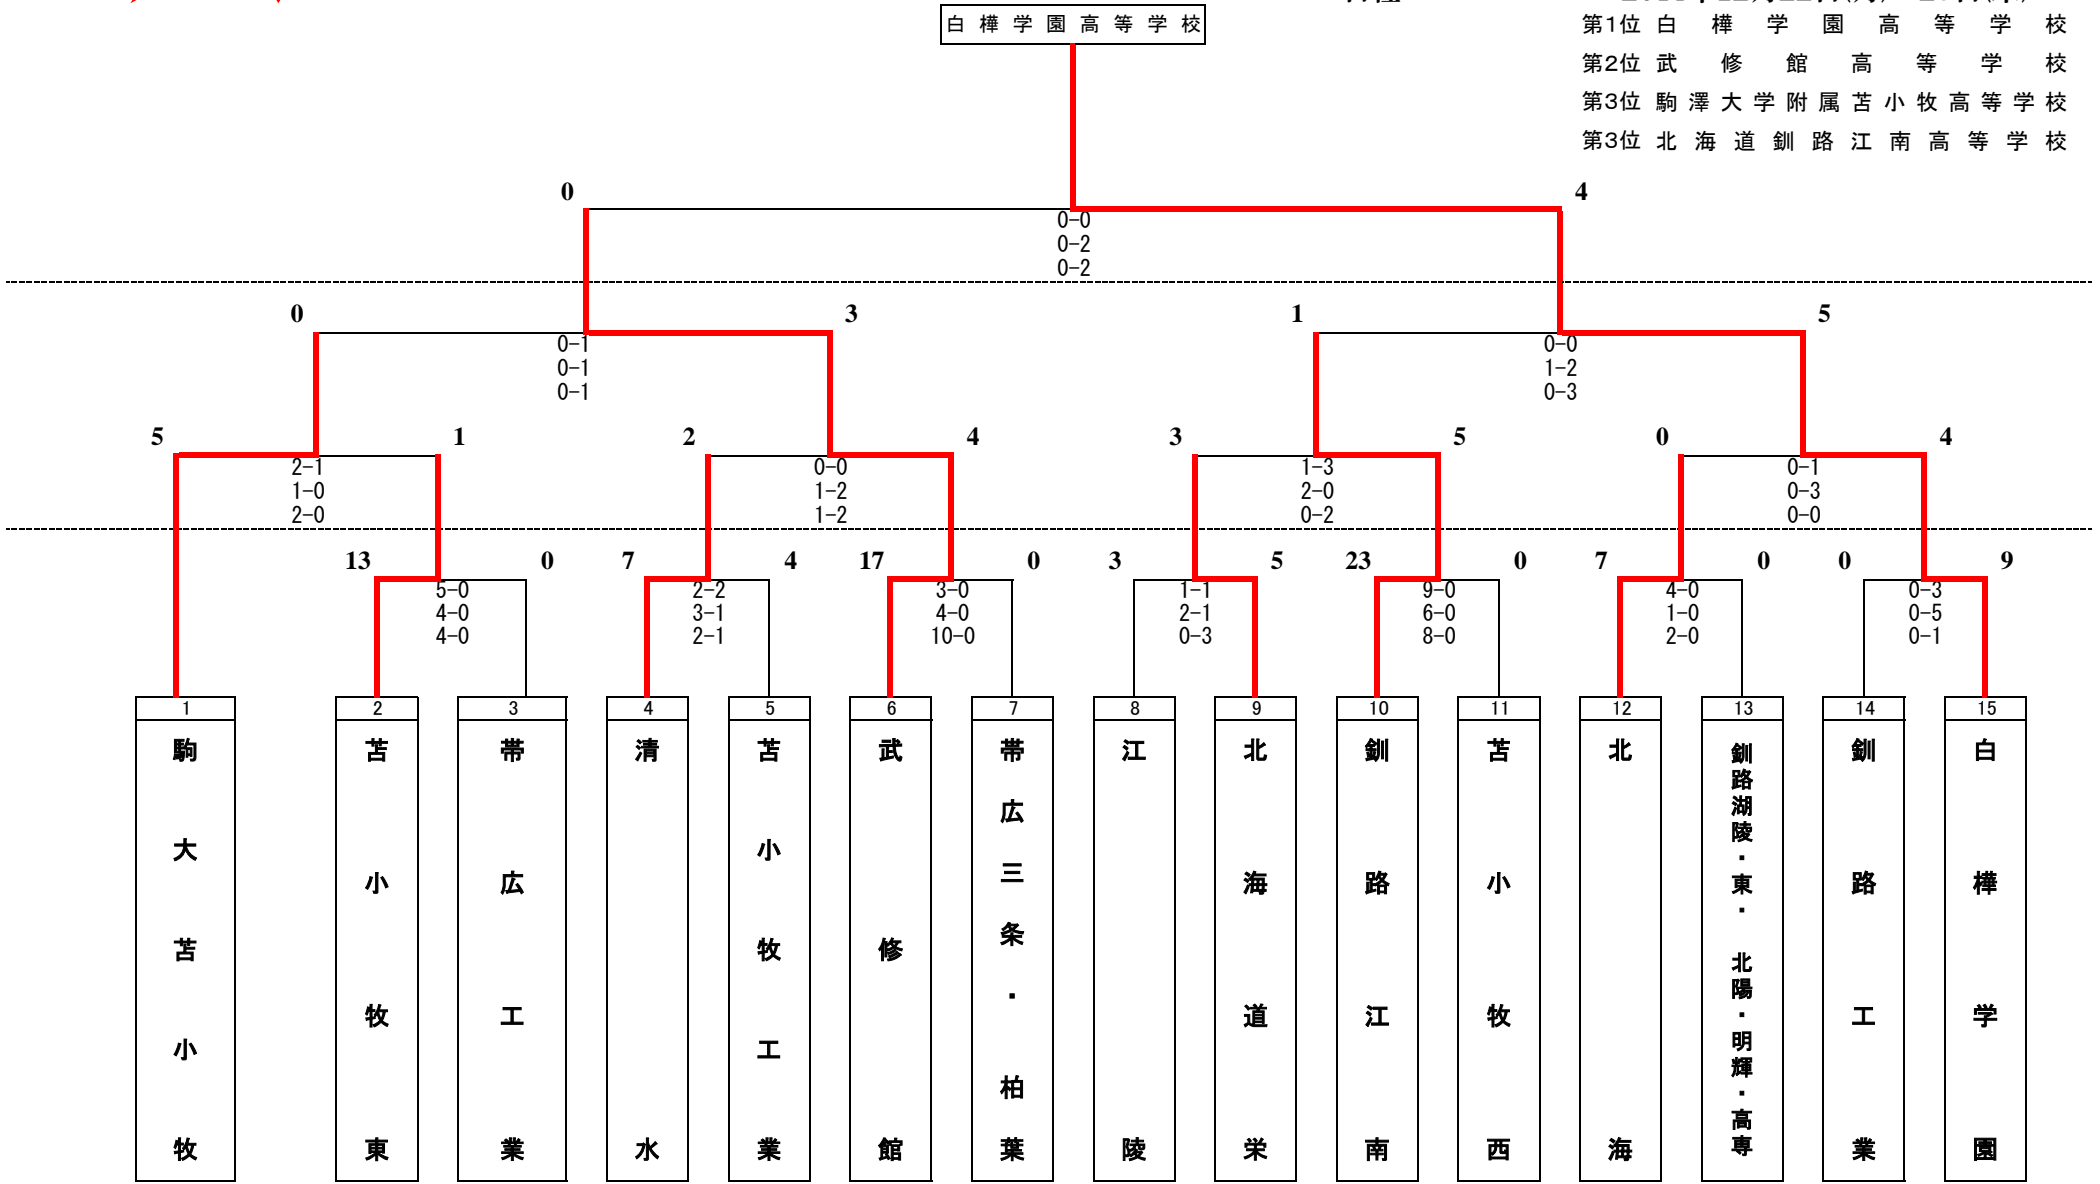 白樺学園高等学校
第1位 白樺学園高等学校
第2位 武修館高等学校
第3位 駒澤大学附属苫小牧高等学校
第3位 北海道釧路江南高等学校
0 4
0-0
0-2
0-2
0 3 1 5
0-1 0-0
0-1 1-2
0-1 0-3
5 1 2 4 3 5 0 4
2-1 0-0 1-3 0-1
1-0 1-2 2-0 0-3
2-0 1-2 0-2 0-0
13 0 7 4 17 0 3 5 23 0 7 0 0 9
5-0 2-2 3-0 1-1 9-0 4-0 0-3
4-0 3-1 4-0 2-1 6-0 1-0 0-5
4-0 2-1 10-0 0-3 8-0 2-0 0-1
1 2 3 4 5 6 7 8 9 10 11 12 13 14 15
駒大苫小牧
苫小牧東
帯広工業
清水
苫小牧工業
武修館
帯広三条・柏葉
江陵
北海道栄
釧路江南
苫小牧西
北海
釧路湖陵・東・北陽・明輝・高専
釧路工業
白樺学園